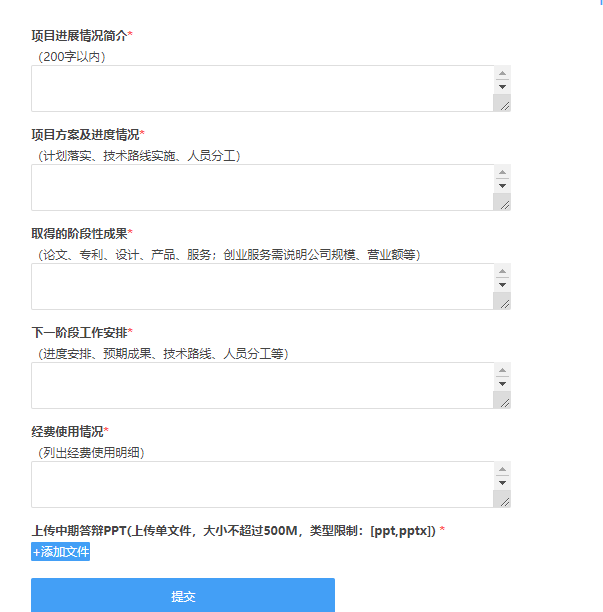 项目进展情况简介*
（200字以内）
项目方案及进度情况*
（计划落实、技术路线实施、人员分工）
取得的阶段性成果*
（论文、专利、设计、产品、服务；创业服务需说明公司规模、营业额等）
下一阶段工作安排*
（进度安排、预期成果、技术路线、人员分工等）
经费使用情况*
（列出经费使用明细）
上传中期答辩PPT(上传单文件，大小不超过500M，类型限制：[ppt,pptx]) *
+添加文件
提交